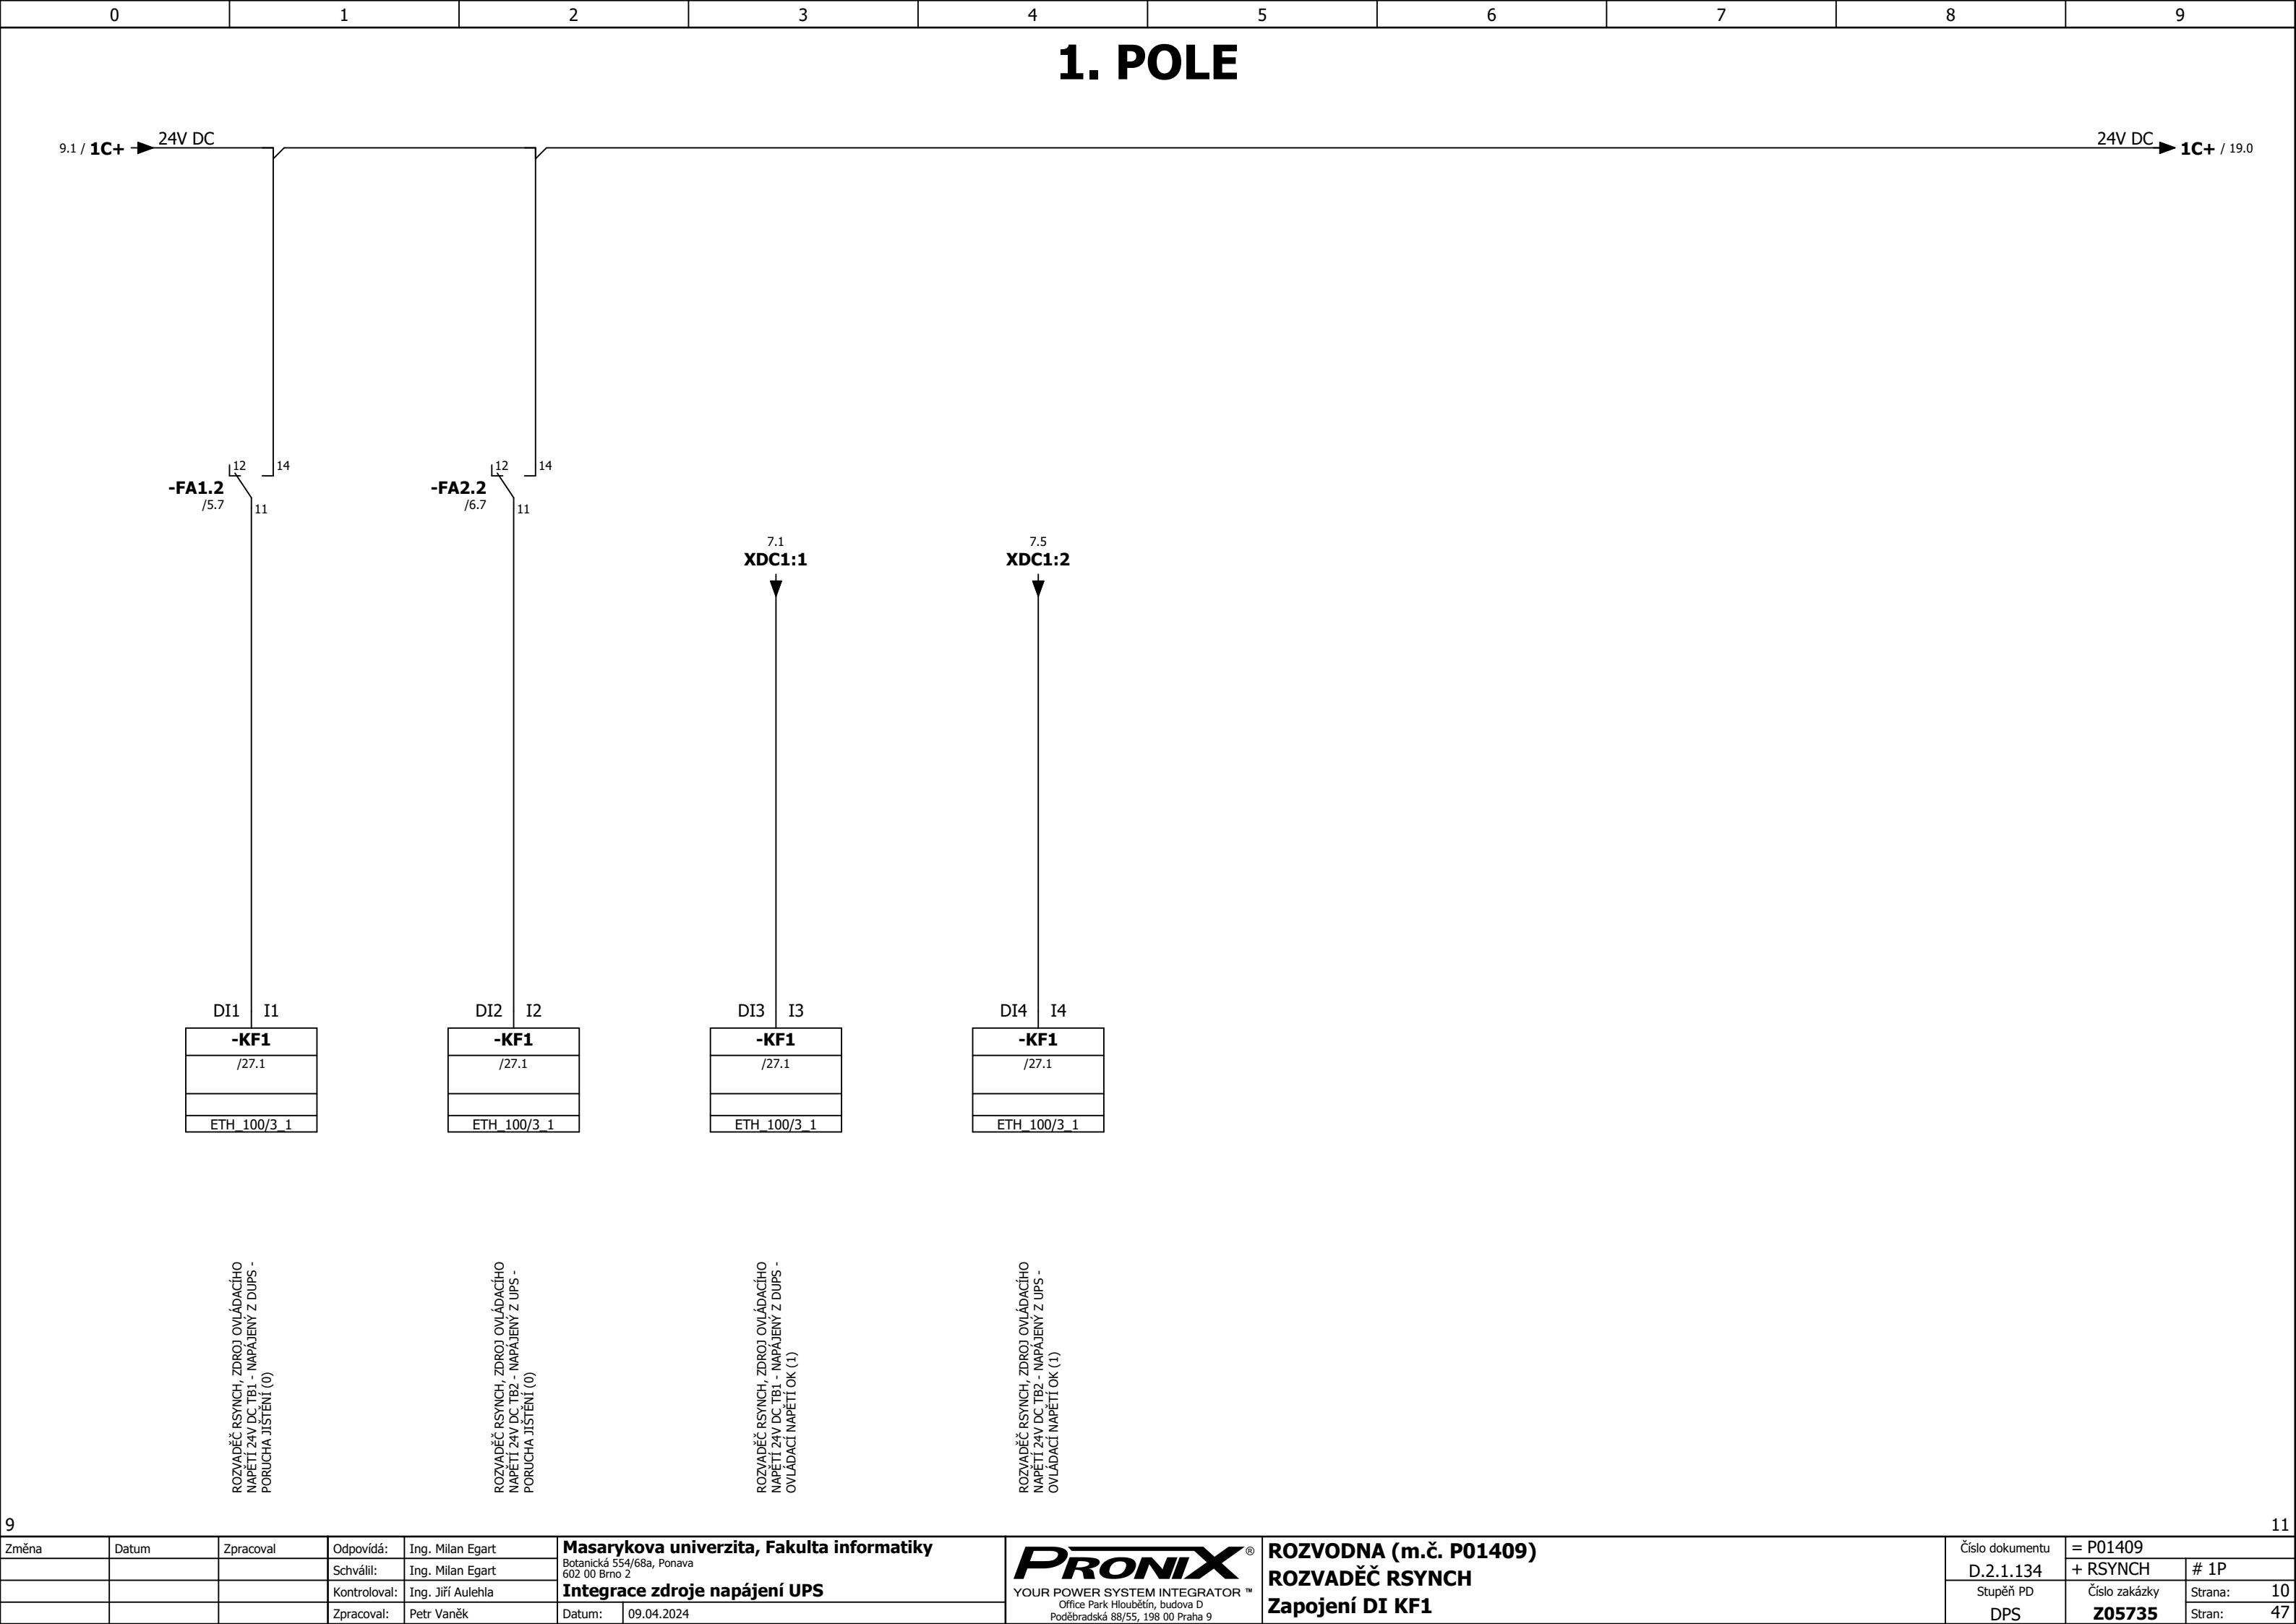 0 1 2 3 4 5 6 7 8 9
1. POLE
9.1 / 1C+ 24V DC
24V DC 1C+ / 19.0
12 14
-FA1.2
/5.7
11
12 14
-FA2.2
/6.7
11
7.1
XDC1:1
7.5
XDC1:2
DI1 I1
-KF1
/27.1
ETH_100/3_1
DI2 I2
-KF1
/27.1
ETH_100/3_1
DI3 I3
-KF1
/27.1
ETH_100/3_1
DI4 I4
-KF1
/27.1
ETH_100/3_1
ROZVADĚČ RSYNCH, ZDROJ OVLÁDACÍHO
NAPĚTÍ 24V DC TB1 - NAPÁJENÝ Z DUPS -
PORUCHA JIŠTĚNÍ (0)
ROZVADĚČ RSYNCH, ZDROJ OVLÁDACÍHO
NAPĚTÍ 24V DC TB2 - NAPÁJENÝ Z UPS -
PORUCHA JIŠTĚNÍ (0)
ROZVADĚČ RSYNCH, ZDROJ OVLÁDACÍHO
NAPĚTÍ 24V DC TB1 - NAPÁJENÝ Z DUPS -
OVLÁDACÍ NAPĚTÍ OK (1)
ROZVADĚČ RSYNCH, ZDROJ OVLÁDACÍHO
NAPĚTÍ 24V DC TB2 - NAPÁJENÝ Z UPS -
OVLÁDACÍ NAPĚTÍ OK (1)
9
11
Změna Datum Zpracoval
Odpovídá: Ing. Milan Egart
Schválil: Ing. Milan Egart
Kontroloval: Ing. Jiří Aulehla
Zpracoval: Petr Vaněk
Masarykova univerzita, Fakulta informatiky
Botanická 554/68a, Ponava
602 00 Brno 2
Integrace zdroje napájení UPS
Datum: 09.04.2024
PRONIX ®
YOUR POWER SYSTEM INTEGRATOR ™
Office Park Hloubětín, budova D
Poděbradská 88/55, 198 00 Praha 9
ROZVODNA (m.č. P01409)
ROZVADĚČ RSYNCH
Zapojení DI KF1
Číslo dokumentu
D.2.1.134
Stupěň PD
DPS
= P01409
+ RSYNCH # 1P
Číslo zakázky
Z05735
Strana: 10
Stran: 47